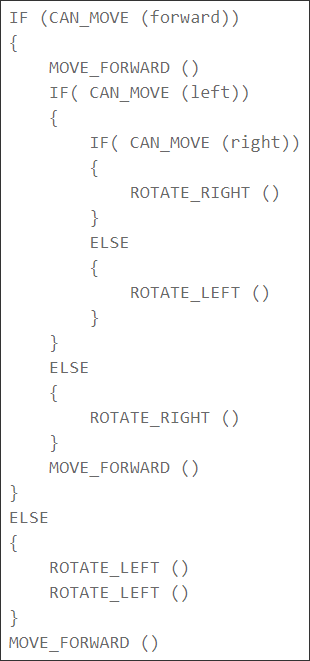 IF (CAN_MOVE (forward))
{
    MOVE_FORWARD ()
    IF( CAN_MOVE (left))
    {
        IF( CAN_MOVE (right))
        {
            ROTATE_RIGHT ()
        }
        ELSE
        {
            ROTATE_LEFT ()
        }
    }
    ELSE
    {
        ROTATE_RIGHT ()
    }
    MOVE_FORWARD ()
}
ELSE
{
    ROTATE_LEFT ()
    ROTATE_LEFT ()
}
MOVE_FORWARD ()